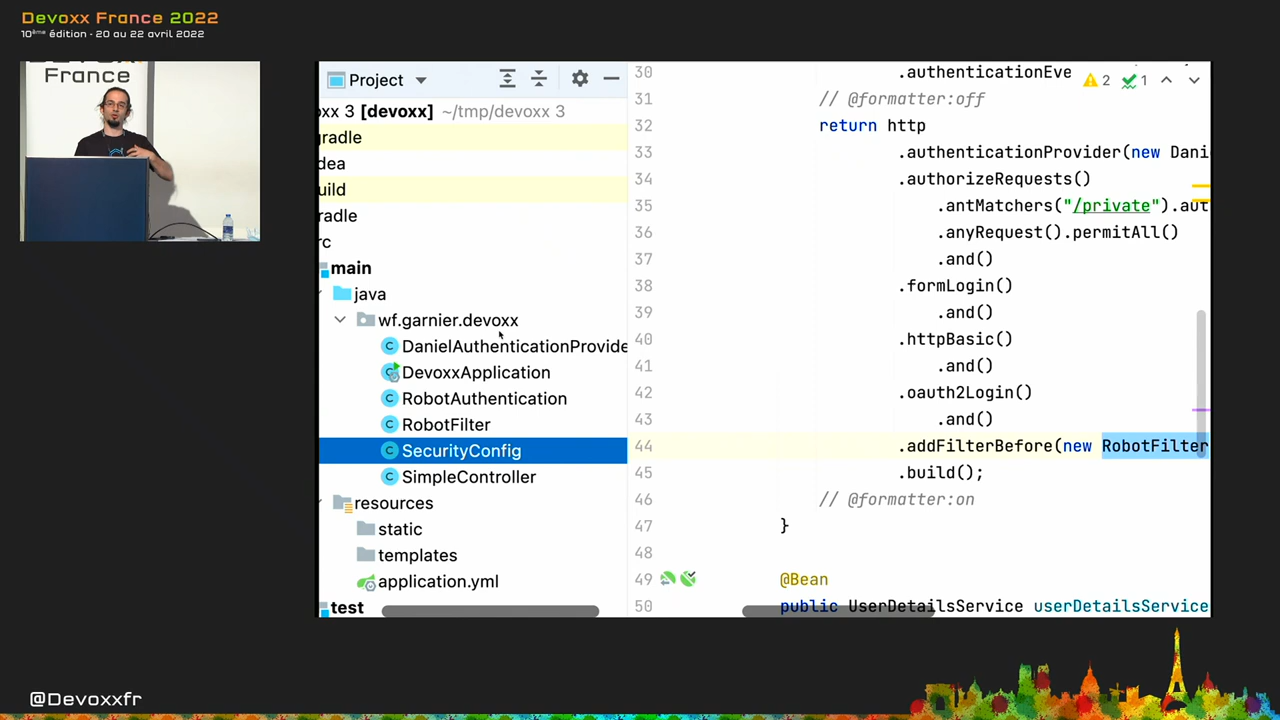 Devoxx France 2022
10ème édition - 20 au 22 avril 2022
France
Project
oxx 3 [devoxx] ~/tmp/devoxx 3
gradle
dea
uild
radle
rc
main
java
wf.garnier.devoxx
DanielAuthenticationProvide
DevoxxApplication
RobotAuthentication
RobotFilter
SecurityConfig
SimpleController
resources
static
templates
application.yml
test
2 1
30 .authenticationEve
31 // @formatter:off
32 return http
33 .authenticationProvider(new Dani
34 .authorizeRequests()
35 .antMatchers("/private").aut
36 .anyRequest().permitAll()
37 .and()
38 .formLogin()
39 .and()
40 .httpBasic()
41 .and()
42 .oauth2Login()
43 .and()
44 .addFilterBefore(new RobotFilter
45 .build();
46 // @formatter:on
47 }
48
49 @Bean
50 public UserDetailsService userDetailsService
@Devoxxfr